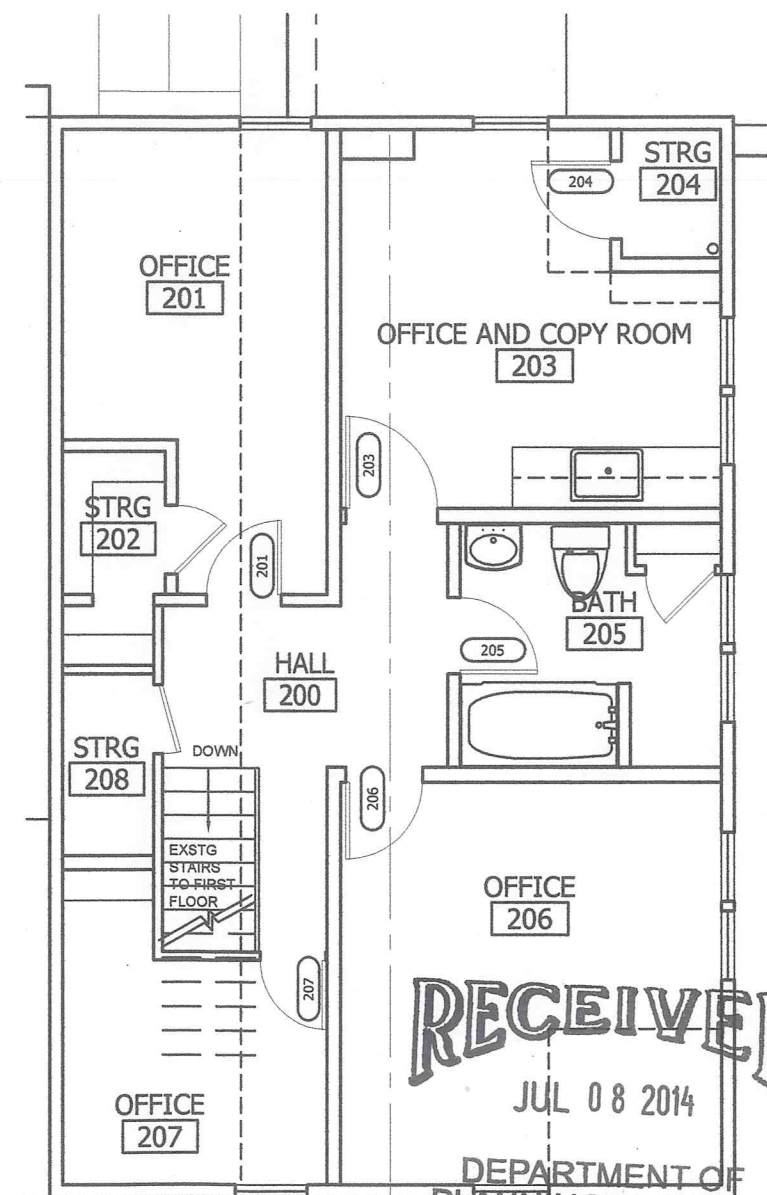 STRG
204
204
OFFICE
201
OFFICE AND COPY ROOM
203
203
STRG
202
201
BATH
205
205
HALL
200
STRG
208
DOWN
206
EXSTG
STAIRS
TO FIRST
FLOOR
OFFICE
206
207
OFFICE
207
RECEIVE
JUL 08 2014
DEPARTMENT OF